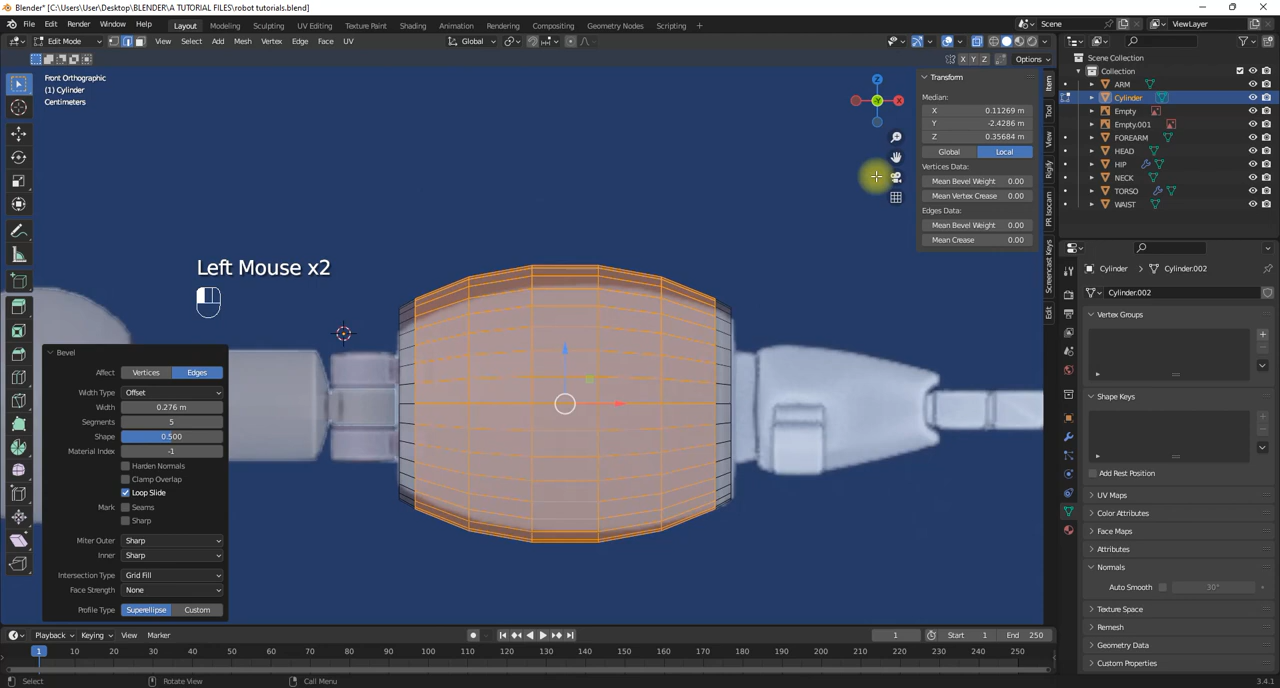 Blender* [C:\Users\User\Desktop\BLENDER\A TUTORIAL FILES\robot tutorials.blend]
File Edit Render Window Help Layout Modeling Sculpting UV Editing Texture Paint Shading Animation Rendering Compositing Geometry Nodes Scripting + Scene ViewLayer
Edit Mode View Select Add Mesh Vertex Edge Face UV Global
X Y Z Options
Front Orthographic
(1) Cylinder
Centimeters
Left Mouse x2
Y X
Transform
Median:
X 0.11269 m
Y -2.4286 m
Z 0.35684 m
Global Local
Vertices Data:
Mean Bevel Weight 0.00
Mean Vertex Crease 0.00
Edges Data:
Mean Bevel Weight 0.00
Mean Crease 0.00
Item
Tool
View
Rigify
PR Isocam
Screencast Keys
Edit
Bevel
Affect Vertices Edges
Width Type Offset
Width 0.276 m
Segments 5
Shape 0.500
Material Index -1
Harden Normals
Clamp Overlap
Loop Slide
Mark Seams
Sharp
Miter Outer Sharp
Inner Sharp
Intersection Type Grid Fill
Face Strength None
Profile Type Superellipse Custom
Scene Collection
Collection
ARM
Cylinder
Empty
Empty.001
FOREARM
HEAD
HIP
NECK
TORSO
WAIST
Cylinder Cylinder.002
Cylinder.002
Vertex Groups
Shape Keys
Add Rest Position
UV Maps
Color Attributes
Face Maps
Attributes
Normals
Auto Smooth 30°
Texture Space
Remesh
Geometry Data
Custom Properties
Playback Keying View Marker 1 Start 1 End 250
1 10 20 30 40 50 60 70 80 90 100 110 120 130 140 150 160 170 180 190 200 210 220 230 240 250
Select Rotate View Call Menu 3.4.1